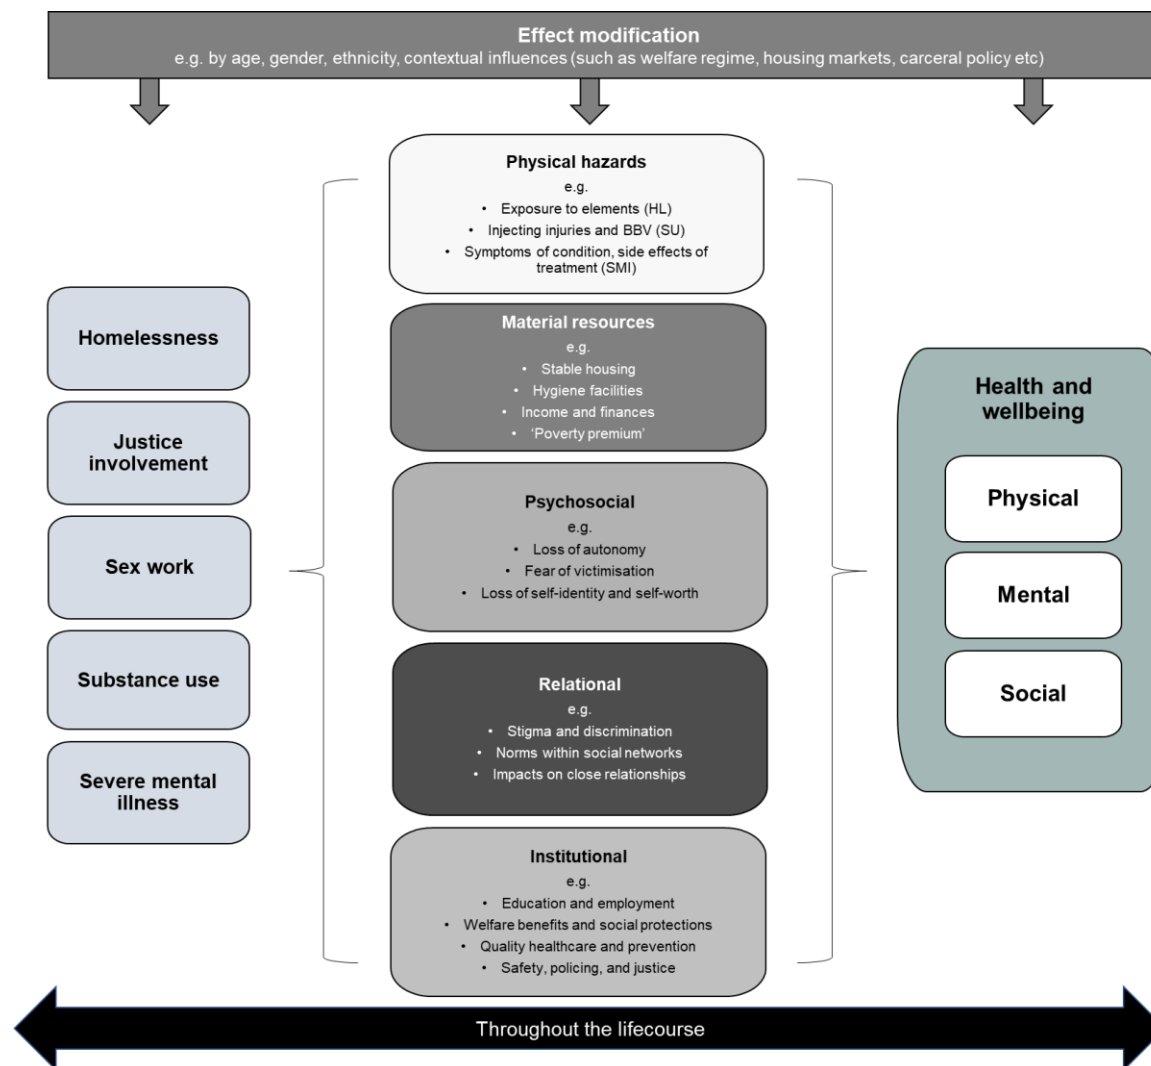 Effect modification
e.g. by age, gender, ethnicity, contextual influences (such as welfare regime, housing markets, carceral policy etc)
Homelessness
Justice
involvement
Sex work
Substance use
Severe mental
illness
Physical hazards
e.g.
• Exposure to elements (HL)
• Injecting injuries and BBV (SU)
• Symptoms of condition, side effects of
treatment (SMI)
Material resources
e.g.
• Stable housing
• Hygiene facilities
• Income and finances
• ‘Poverty premium’
Psychosocial
e.g.
• Loss of autonomy
• Fear of victimisation
• Loss of self-identity and self-worth
Relational
e.g.
• Stigma and discrimination
• Norms within social networks
• Impacts on close relationships
Institutional
e.g.
• Education and employment
• Welfare benefits and social protections
• Quality healthcare and prevention
• Safety, policing, and justice
Health and
wellbeing
Physical
Mental
Social
Throughout the lifecourse